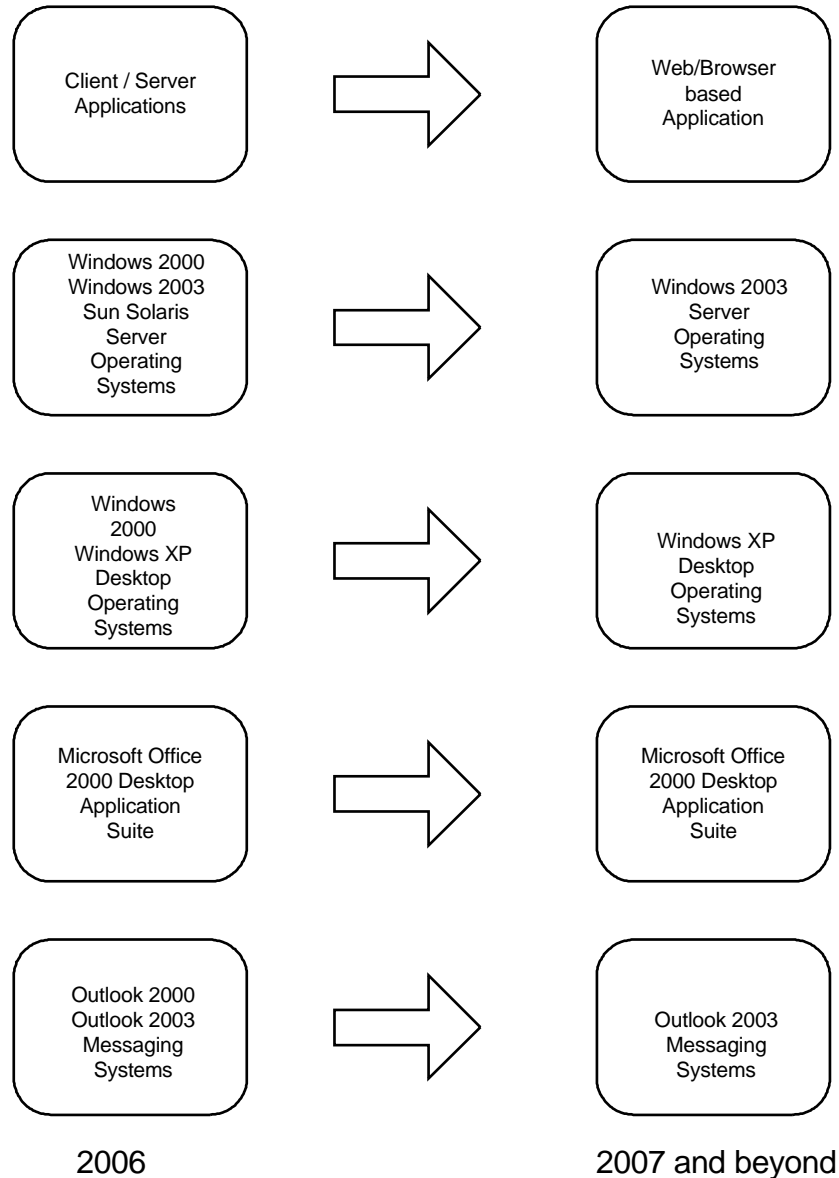 Client / Server
Applications
Web/Browser
based
Application
Windows 2000
Windows 2003
Sun Solaris
Server
Operating
Systems
Windows 2003
Server
Operating
Systems
Windows
2000
Windows XP
Desktop
Operating
Systems
Windows XP
Desktop
Operating
Systems
Microsoft Office
2000 Desktop
Application
Suite
Microsoft Office
2000 Desktop
Application
Suite
Outlook 2000
Outlook 2003
Messaging
Systems
Outlook 2003
Messaging
Systems
2006
2007 and beyond